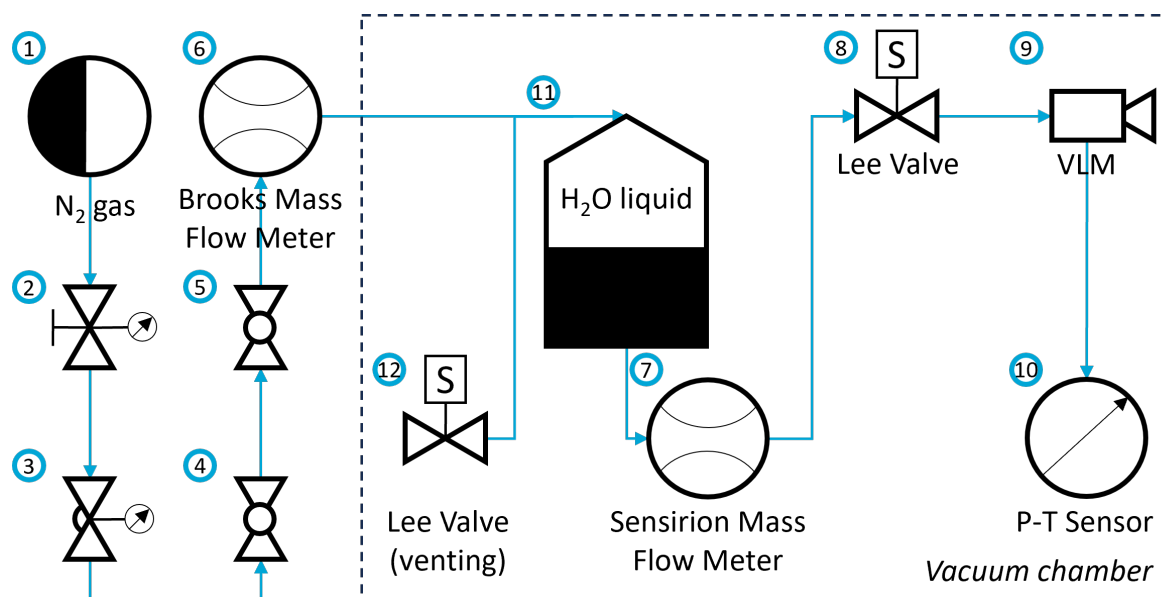 1
N₂ gas
2
3
6
Brooks Mass
Flow Meter
5
4
11
H₂O liquid
12
S
Lee Valve
(venting)
7
Sensirion Mass
Flow Meter
8
S
Lee Valve
9
VLM
10
P-T Sensor
Vacuum chamber